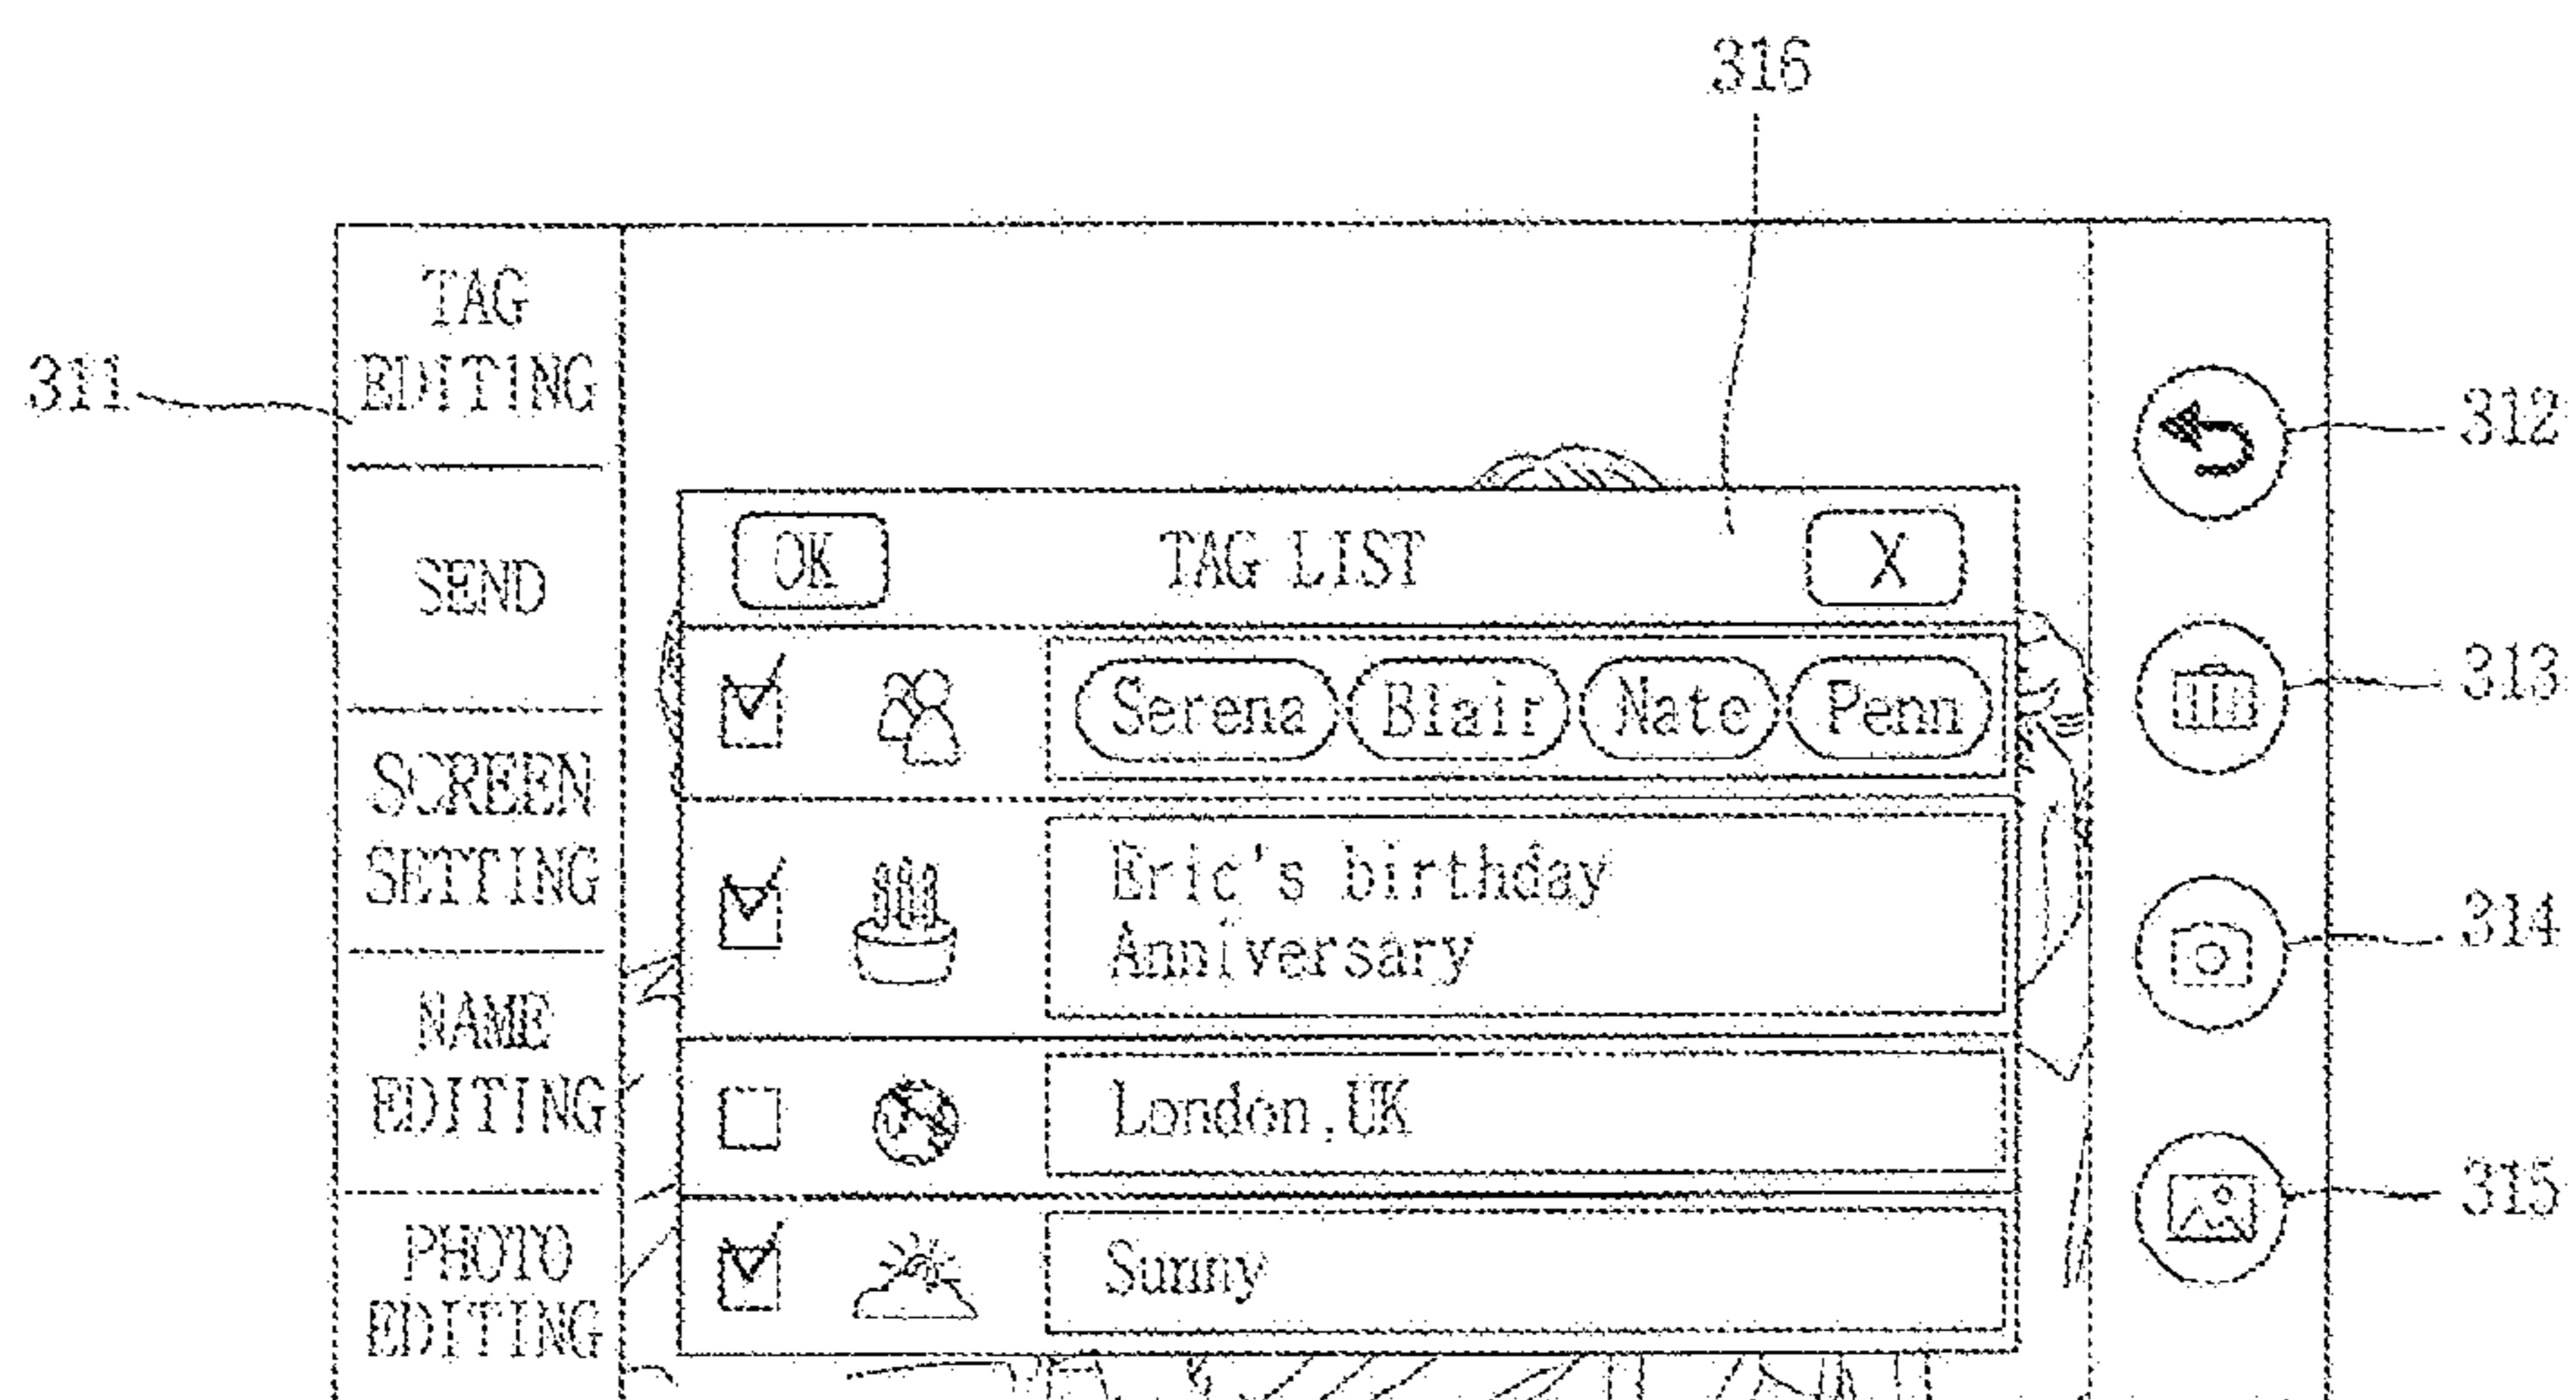 316
TAG
EDITING
311
SEND
SCREEN
SETTING
NAME
EDITING
PHOTO
EDITING
OK TAG LIST X
Serena Blair Nate Penn
Eric's birthday
Anniversary
London,UK
Sunny
312
313
314
315